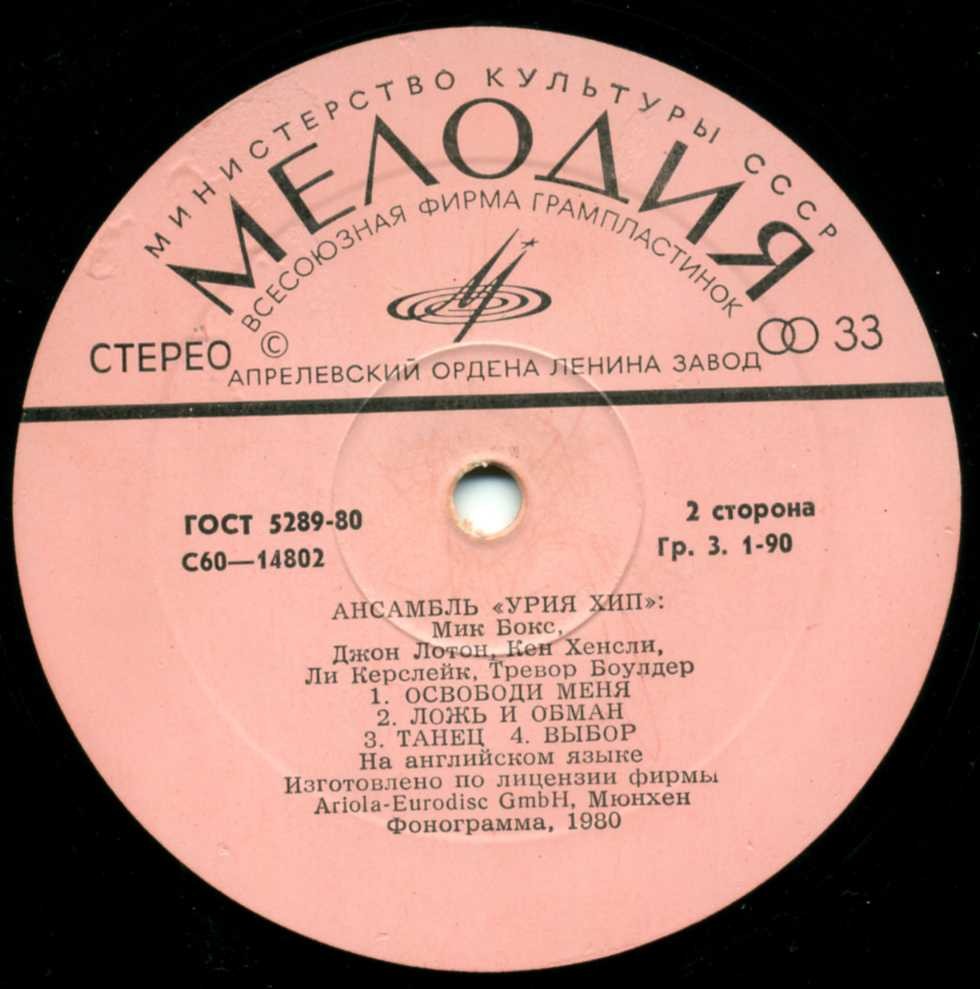 МИНИСТЕРСТВО КУЛЬТУРЫ СССР
МЕЛОДИЯ
ВСЕСОЮЗНАЯ ФИРМА ГРАМПЛАСТИНОК
СТЕРЕО © 33
АПРЕЛЕВСКИЙ ОРДЕНА ЛЕНИНА ЗАВОД
ГОСТ 5289-80 2 сторона
С60—14802 Гр. 3. 1-90
АНСАМБЛЬ «УРИЯ ХИП»:
Мик Бокс,
Джон Лотон, Кен Хенсли,
Ли Керслейк, Тревор Боулдер
1. ОСВОБОДИ МЕНЯ
2. ЛОЖЬ И ОБМАН
3. ТАНЕЦ 4. ВЫБОР
На английском языке
Изготовлено по лицензии фирмы
Ariola-Eurodisc GmbH, Мюнхен
Фонограмма, 1980